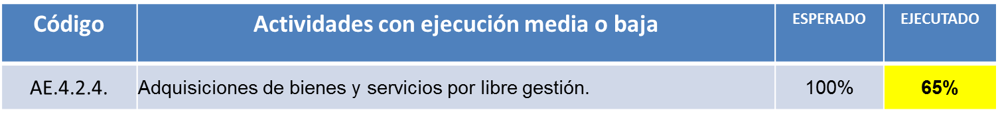 Código Actividades con ejecución media o baja ESPERADO EJECUTADO
AE.4.2.4. Adquisiciones de bienes y servicios por libre gestión. 100% 65%